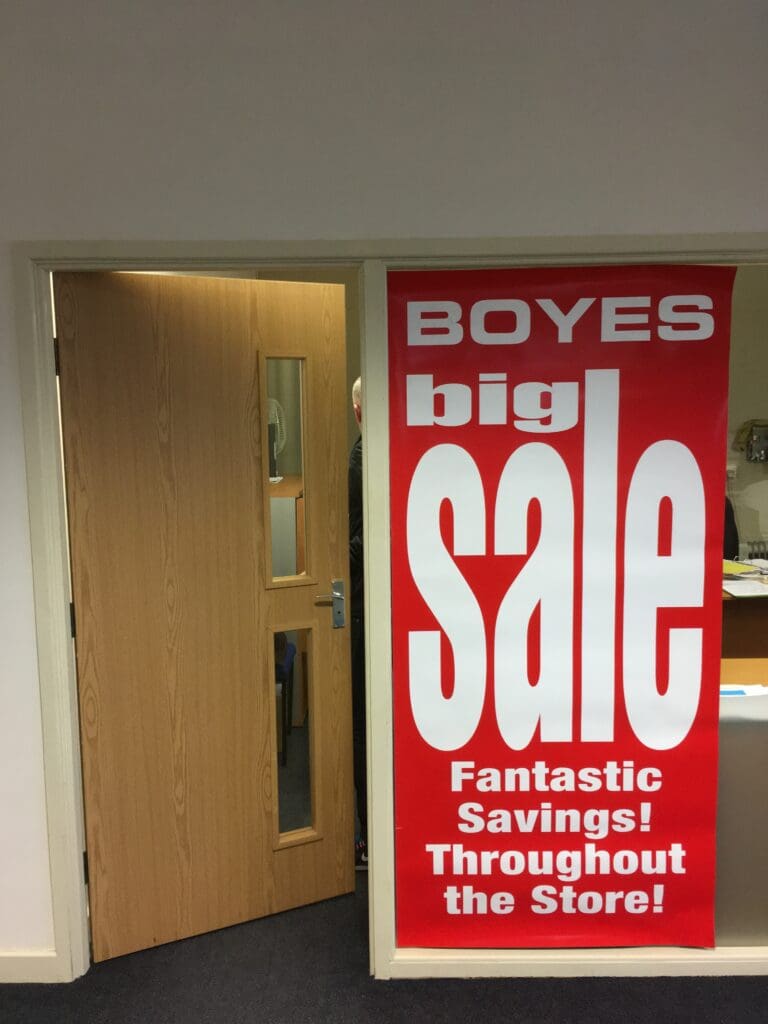 BOYES
big
sale
Fantastic
Savings!
Throughout
the Store!